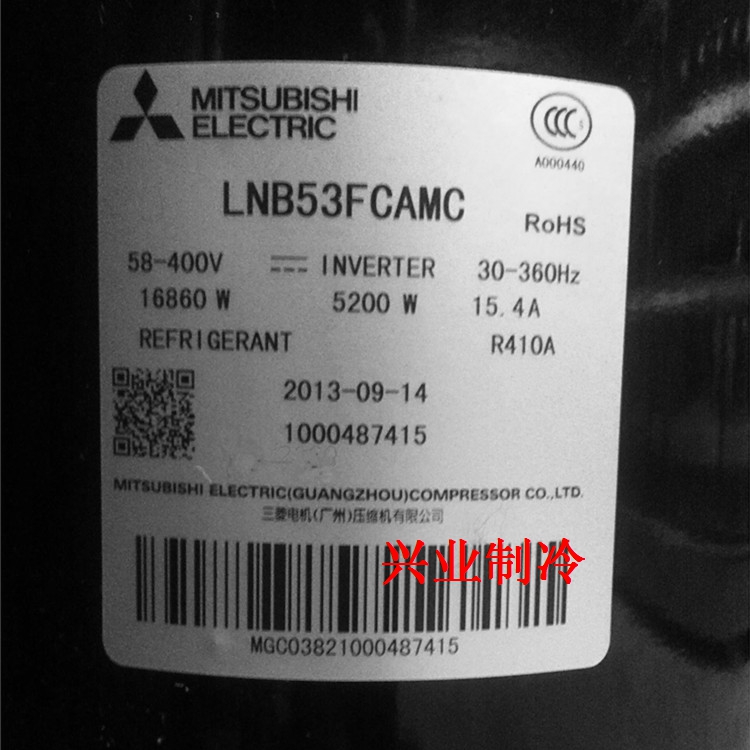 MITSUBISHI
ELECTRIC
CCC S
A000440
LNB53FCAMC
RoHS
58-400V INVERTER 30-360Hz
16860 W 5200 W 15.4A
REFRIGERANT R410A
2013-09-14
1000487415
MITSUBISHI ELECTRIC(GUANGZHOU)COMPRESSOR CO.,LTD.
三菱电机(广州)压缩机有限公司
兴业制冷
MGC03821000487415